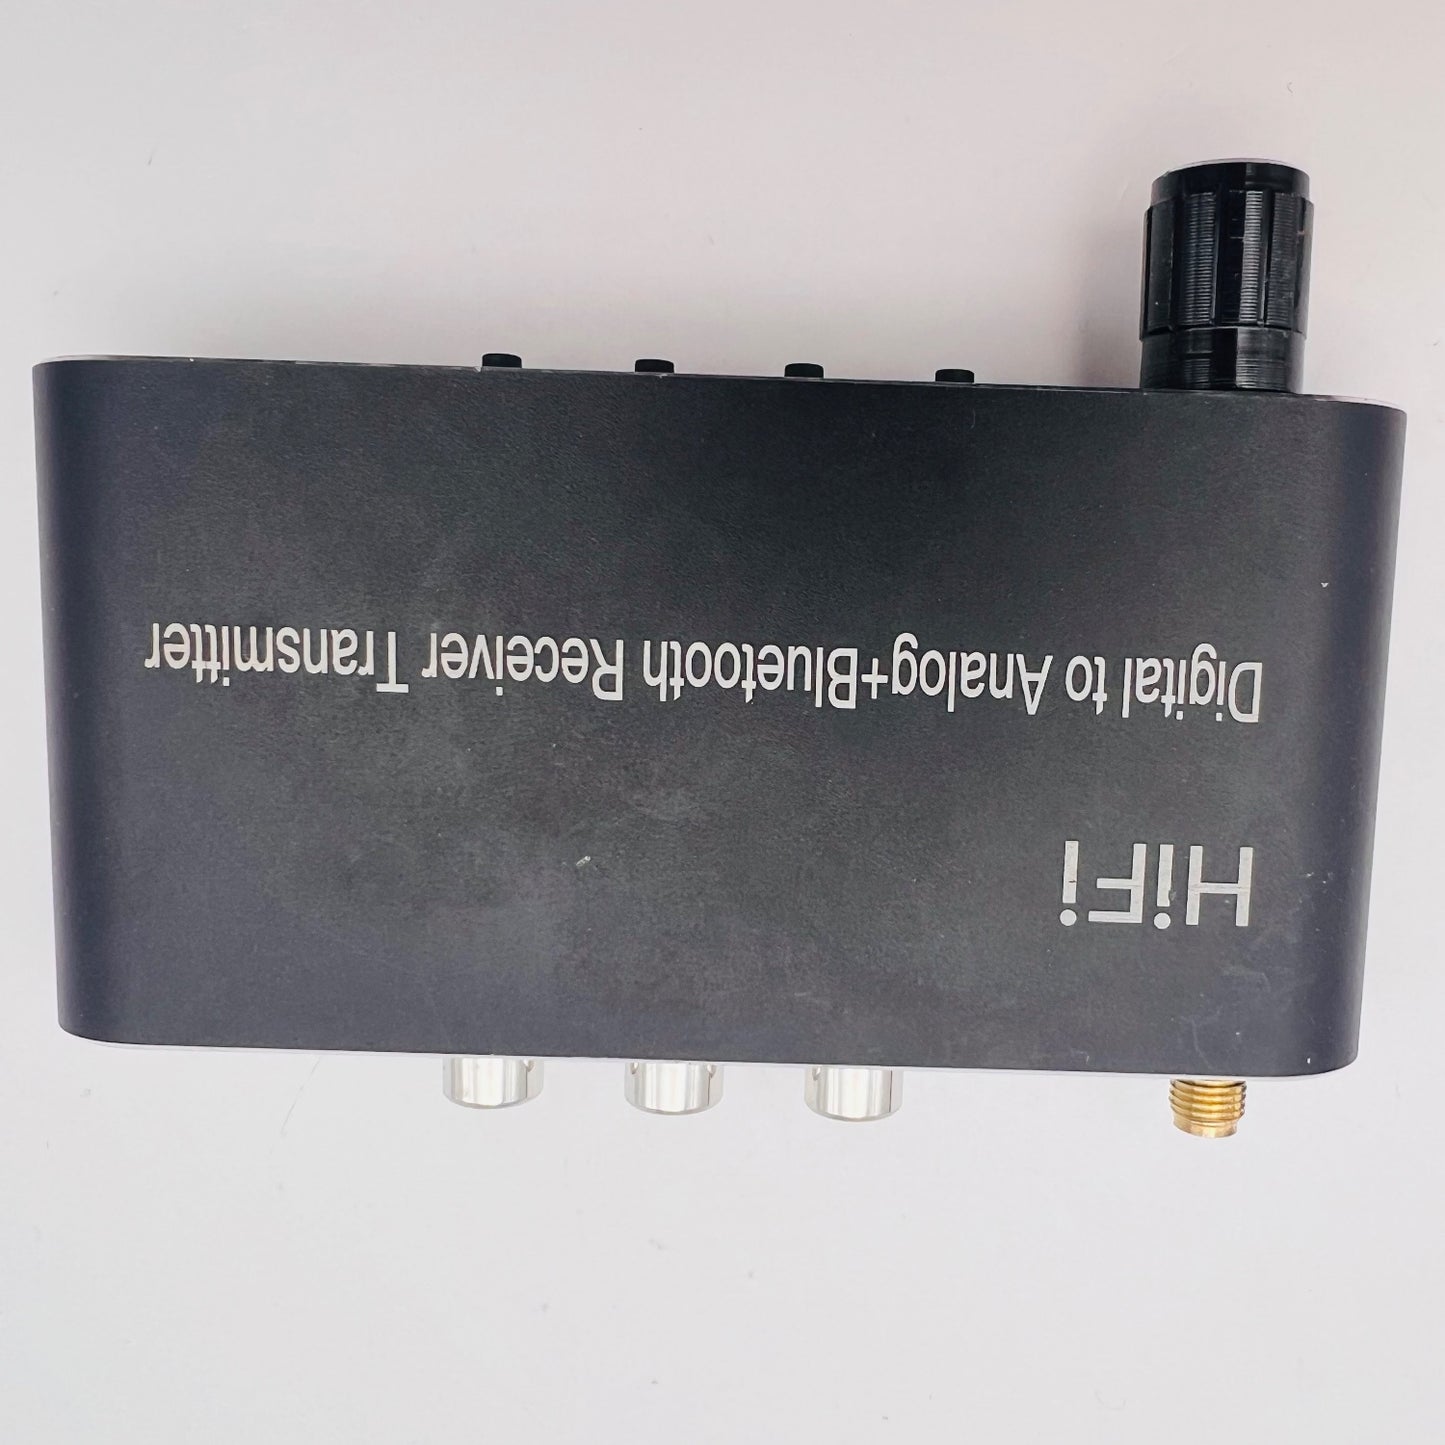 HiFi
Digital to Analog+Bluetooth Receiver Transmitter